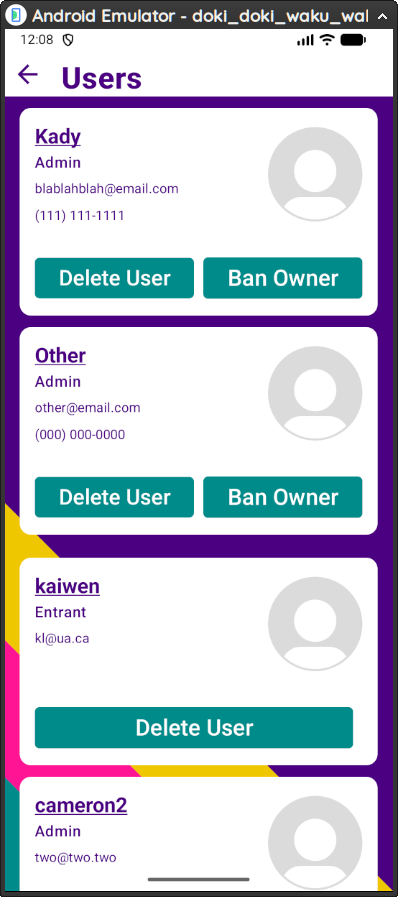 Android Emulator - doki_doki_waku_wa
12:08
Users
Kady
Admin
blablahblah@email.com
(111) 111-1111
Delete User Ban Owner
Other
Admin
other@email.com
(000) 000-0000
Delete User Ban Owner
kaiwen
Entrant
kl@ua.ca
Delete User
cameron2
Admin
two@two.two